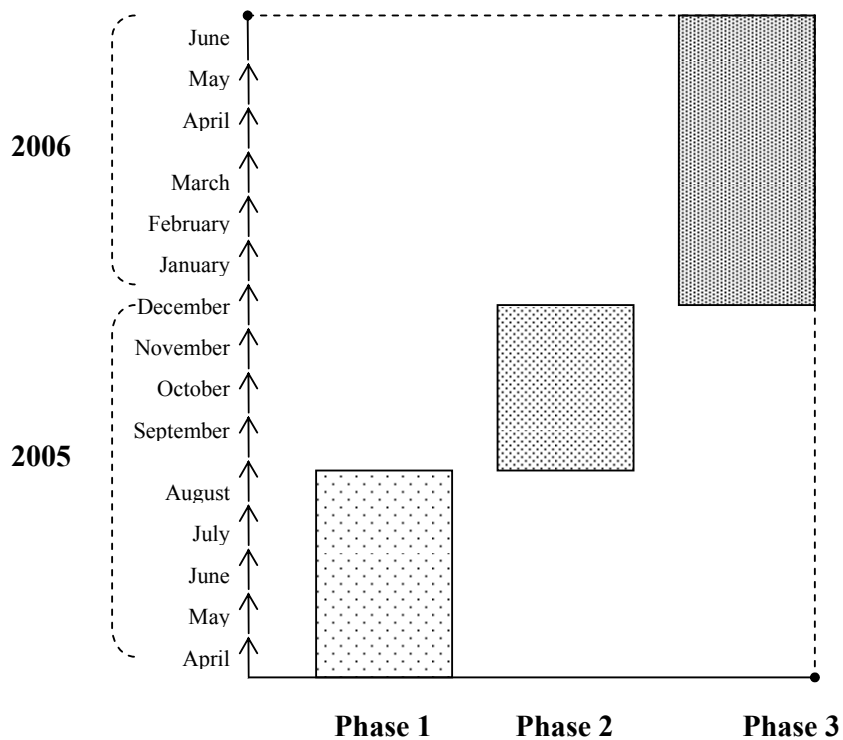 June
May
April
2006
March
February
January
December
November
October
September
2005
August
July
June
May
April
Phase 1 Phase 2 Phase 3